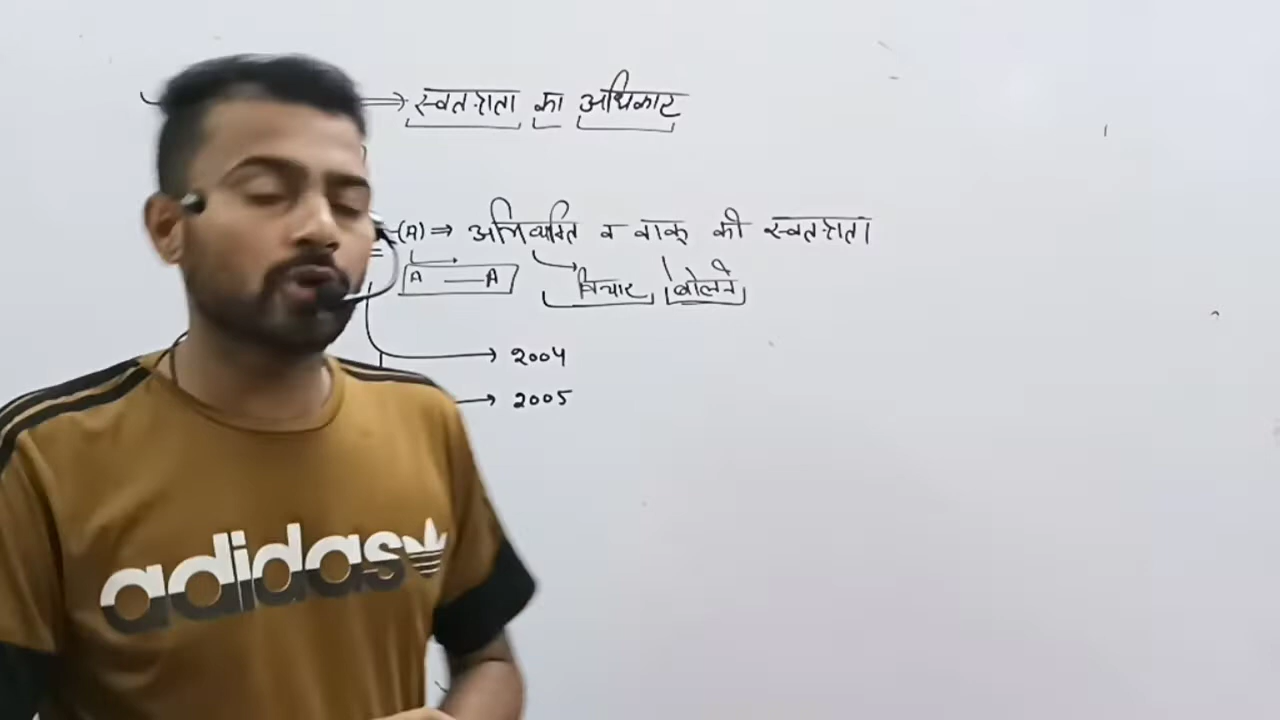 ⇒ स्वतंत्रता का अधिकार
(A) ⇒ अभिव्यक्ति व वाक् की स्वतंत्रता
A — A
विचार बोलने
→ 2004
→ 2005
adidas